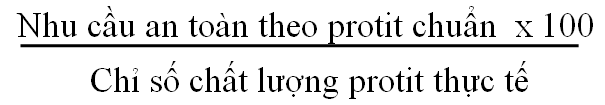 Nhu cầu an toàn theo protit chuẩn x 100
Chỉ số chất lượng protit thực tế